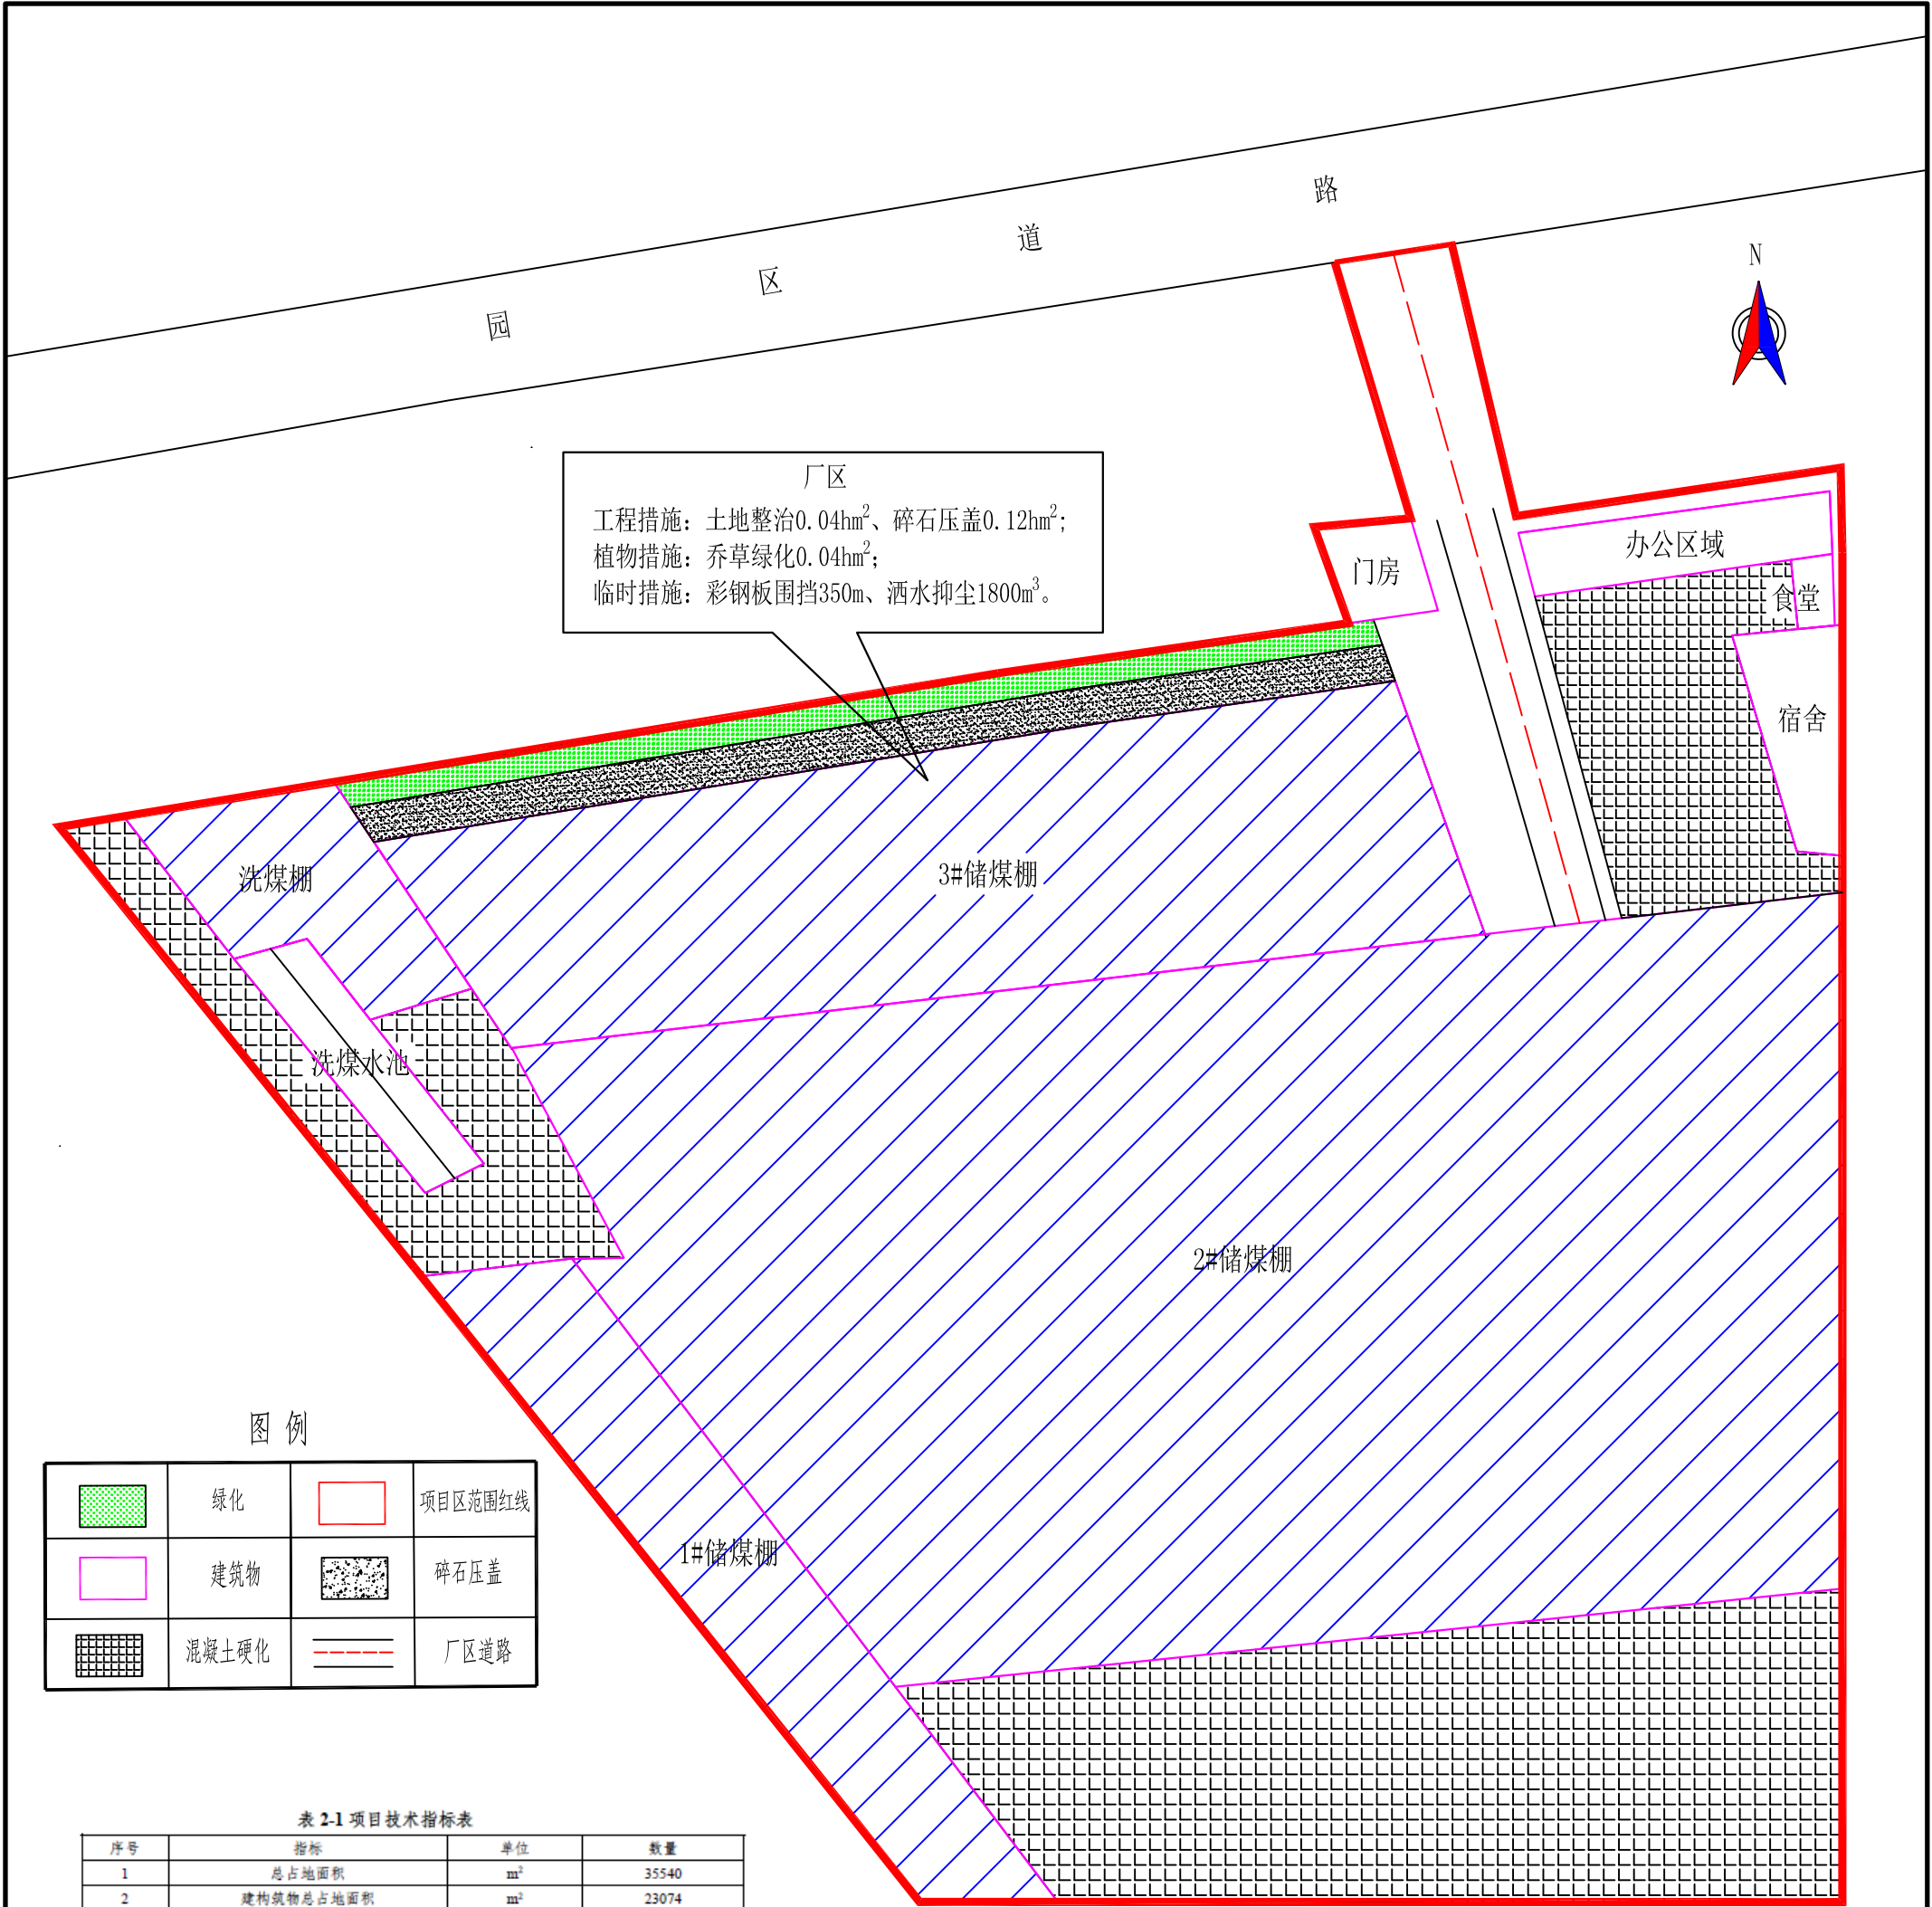 园区道路
N
厂区
工程措施：土地整治0.04hm²、碎石压盖0.12hm²；
植物措施：乔草绿化0.04hm²；
临时措施：彩钢板围挡350m、洒水抑尘1800m³。
门房
办公区域
食堂
宿舍
洗煤棚
3#储煤棚
洗煤水池
2#储煤棚
1#储煤棚
图例
绿化 项目区范围红线
建筑物 碎石压盖
混凝土硬化 厂区道路
表 2-1 项目技术指标表
序号 指标 单位 数量
1 总占地面积 m² 35540
2 建构筑物总占地面积 m² 23074